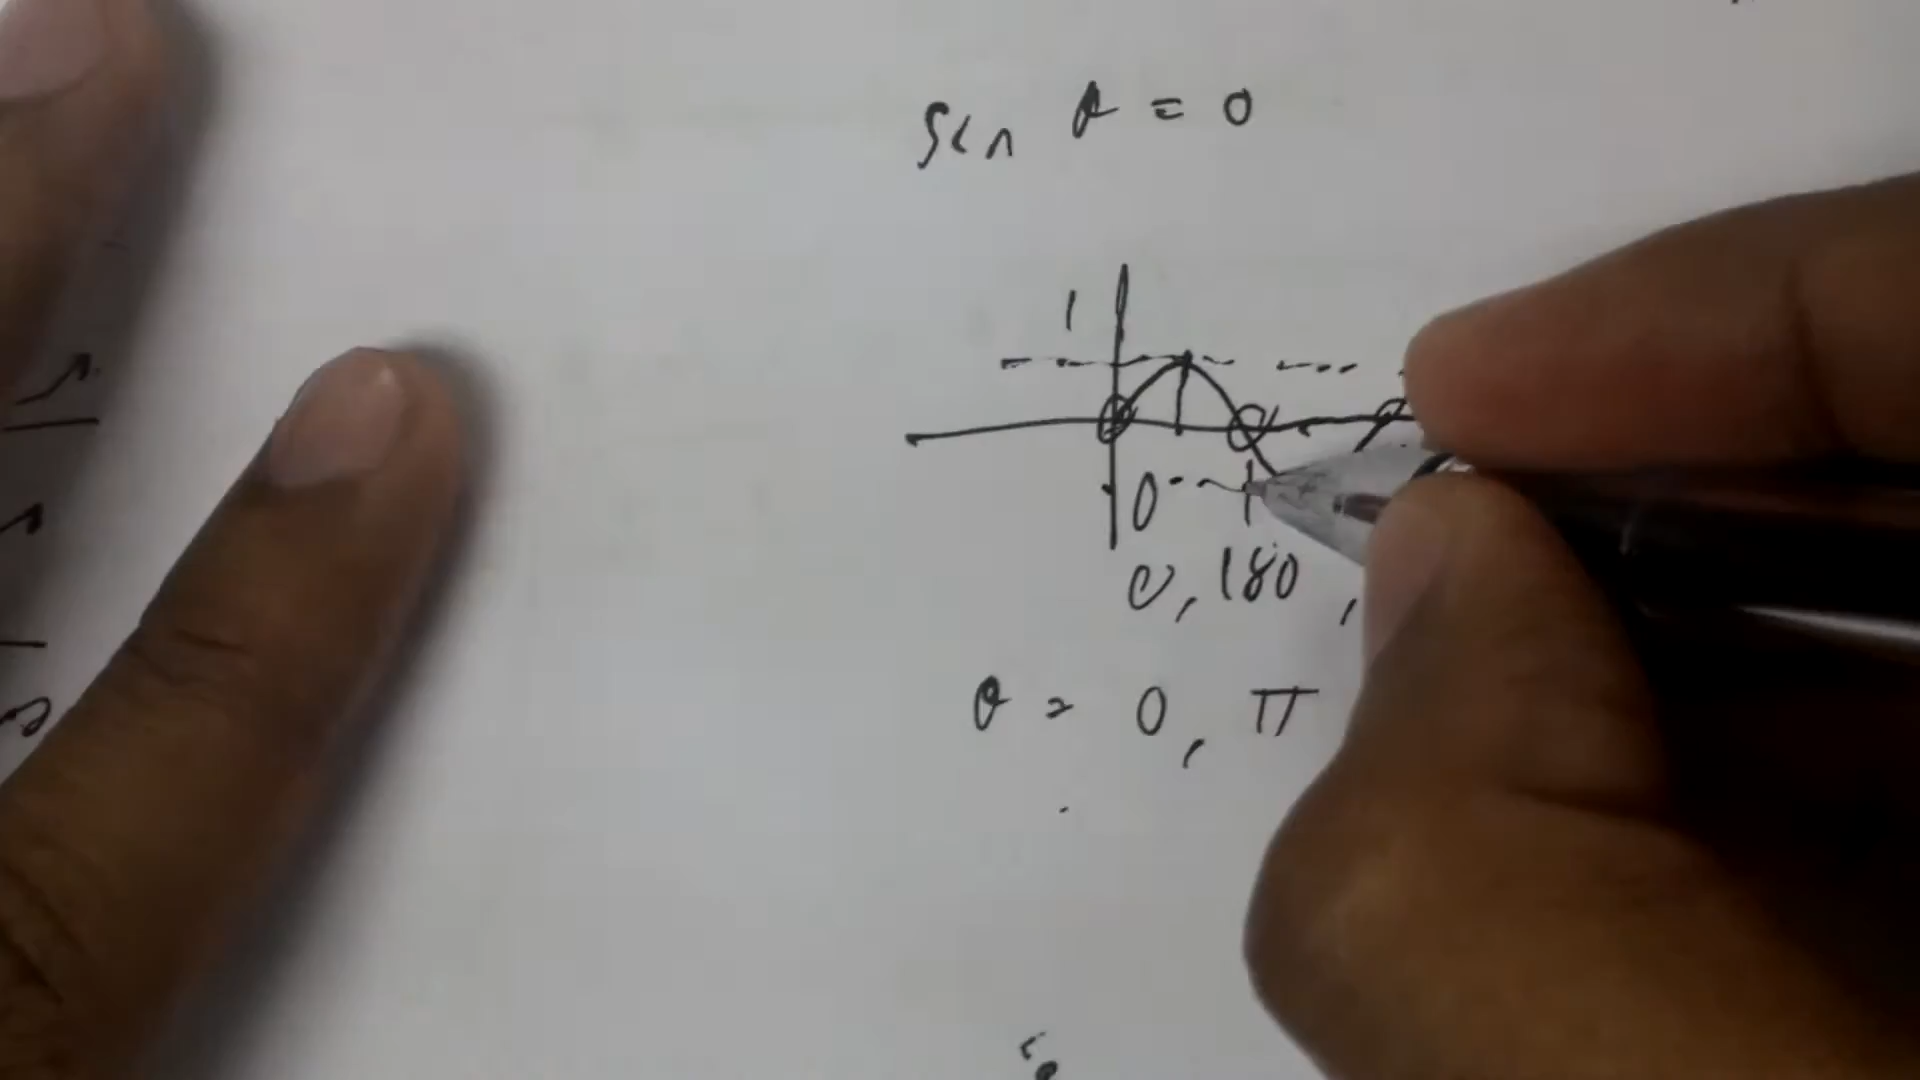 sin θ = 0
1
0
0, 180,
θ = 0, π